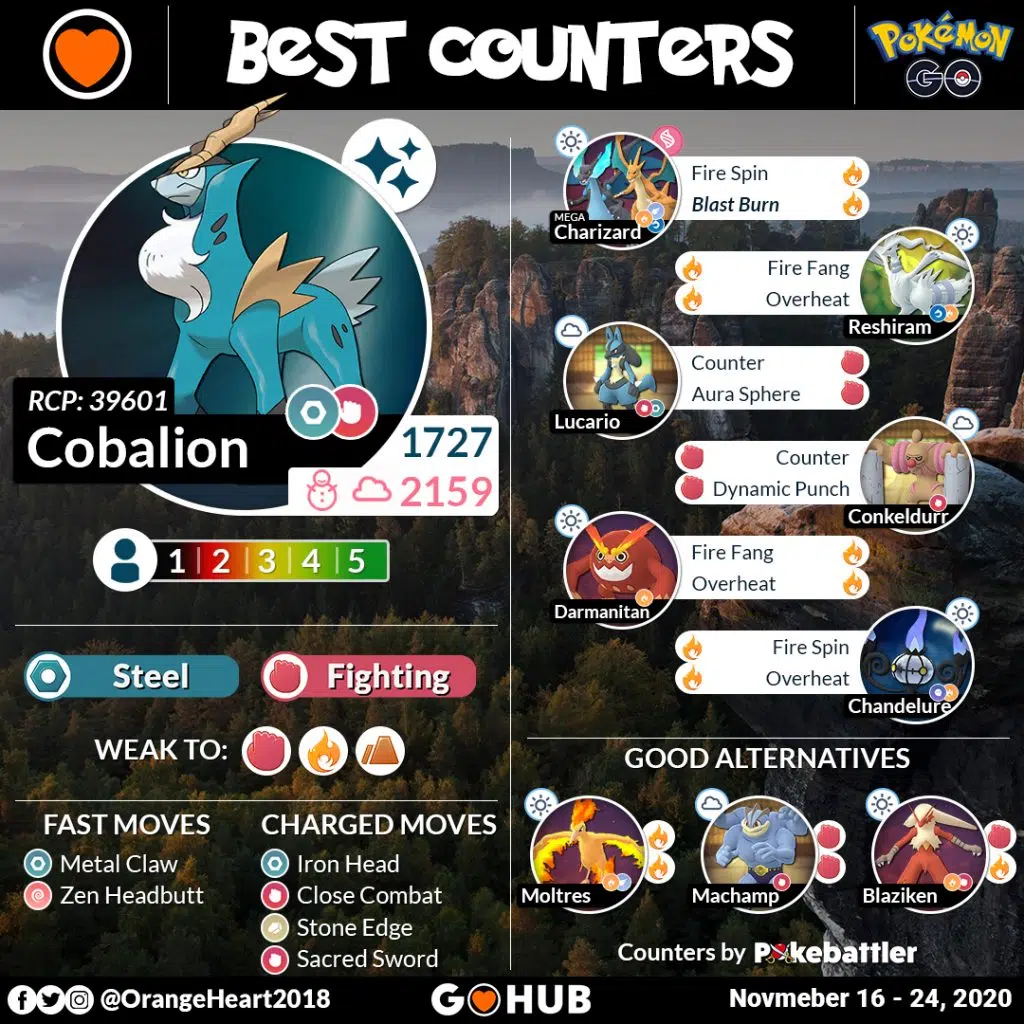 BEST COUNTERS
POKÉMON
GO
RCP: 39601
Cobalion
1727
2159
1 2 3 4 5
Steel
Fighting
WEAK TO:
FAST MOVES
Metal Claw
Zen Headbutt
CHARGED MOVES
Iron Head
Close Combat
Stone Edge
Sacred Sword
MEGA
Charizard
Fire Spin
Blast Burn
Fire Fang
Overheat
Reshiram
Counter
Aura Sphere
Lucario
Counter
Dynamic Punch
Conkeldurr
Fire Fang
Overheat
Darmanitan
Fire Spin
Overheat
Chandelure
GOOD ALTERNATIVES
Moltres
Machamp
Blaziken
Counters by Pokebattler
@OrangeHeart2018
GO HUB
Novmeber 16 - 24, 2020